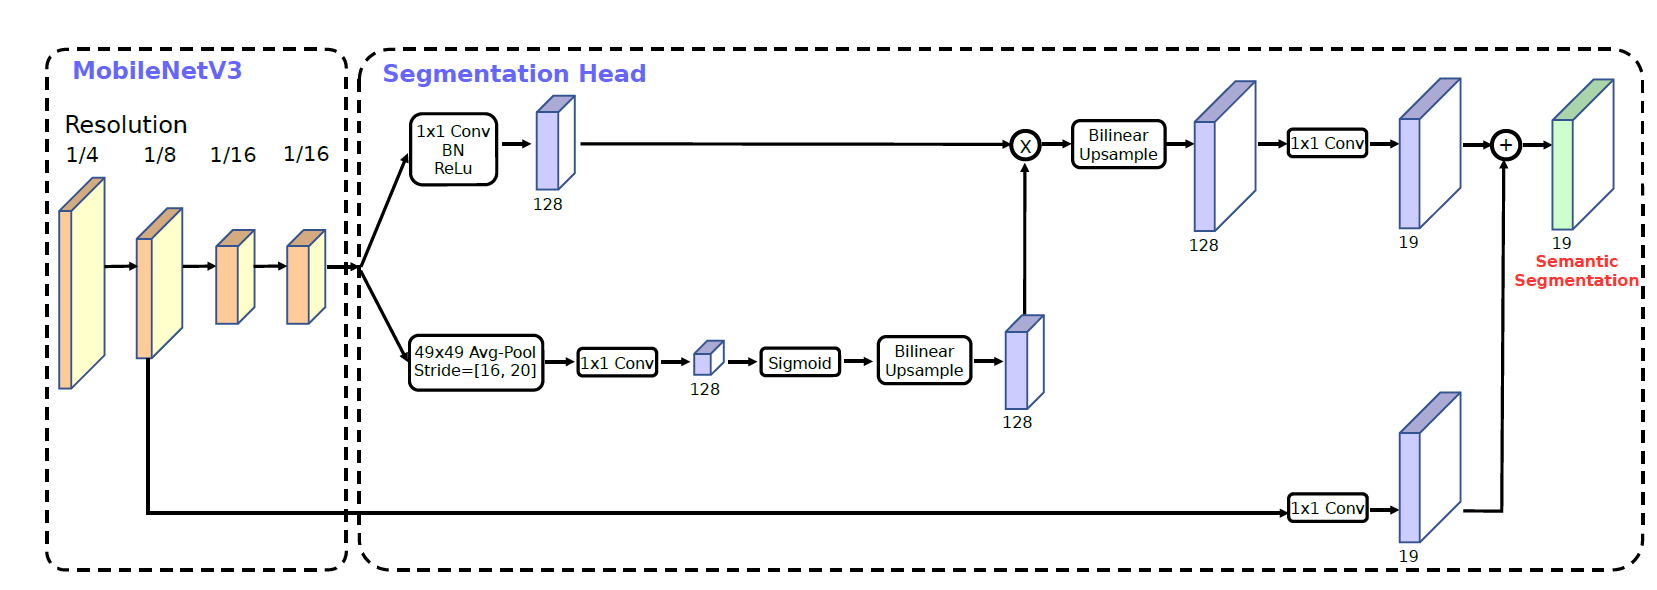 MobileNetV3
Resolution
1/4 1/8 1/16 1/16
Segmentation Head
1x1 Conv
BN
ReLu
128
X
Bilinear
Upsample
128
1x1 Conv
19
+
19
Semantic
Segmentation
49x49 Avg-Pool
Stride=[16, 20]
1x1 Conv
128
Sigmoid
Bilinear
Upsample
128
1x1 Conv
19